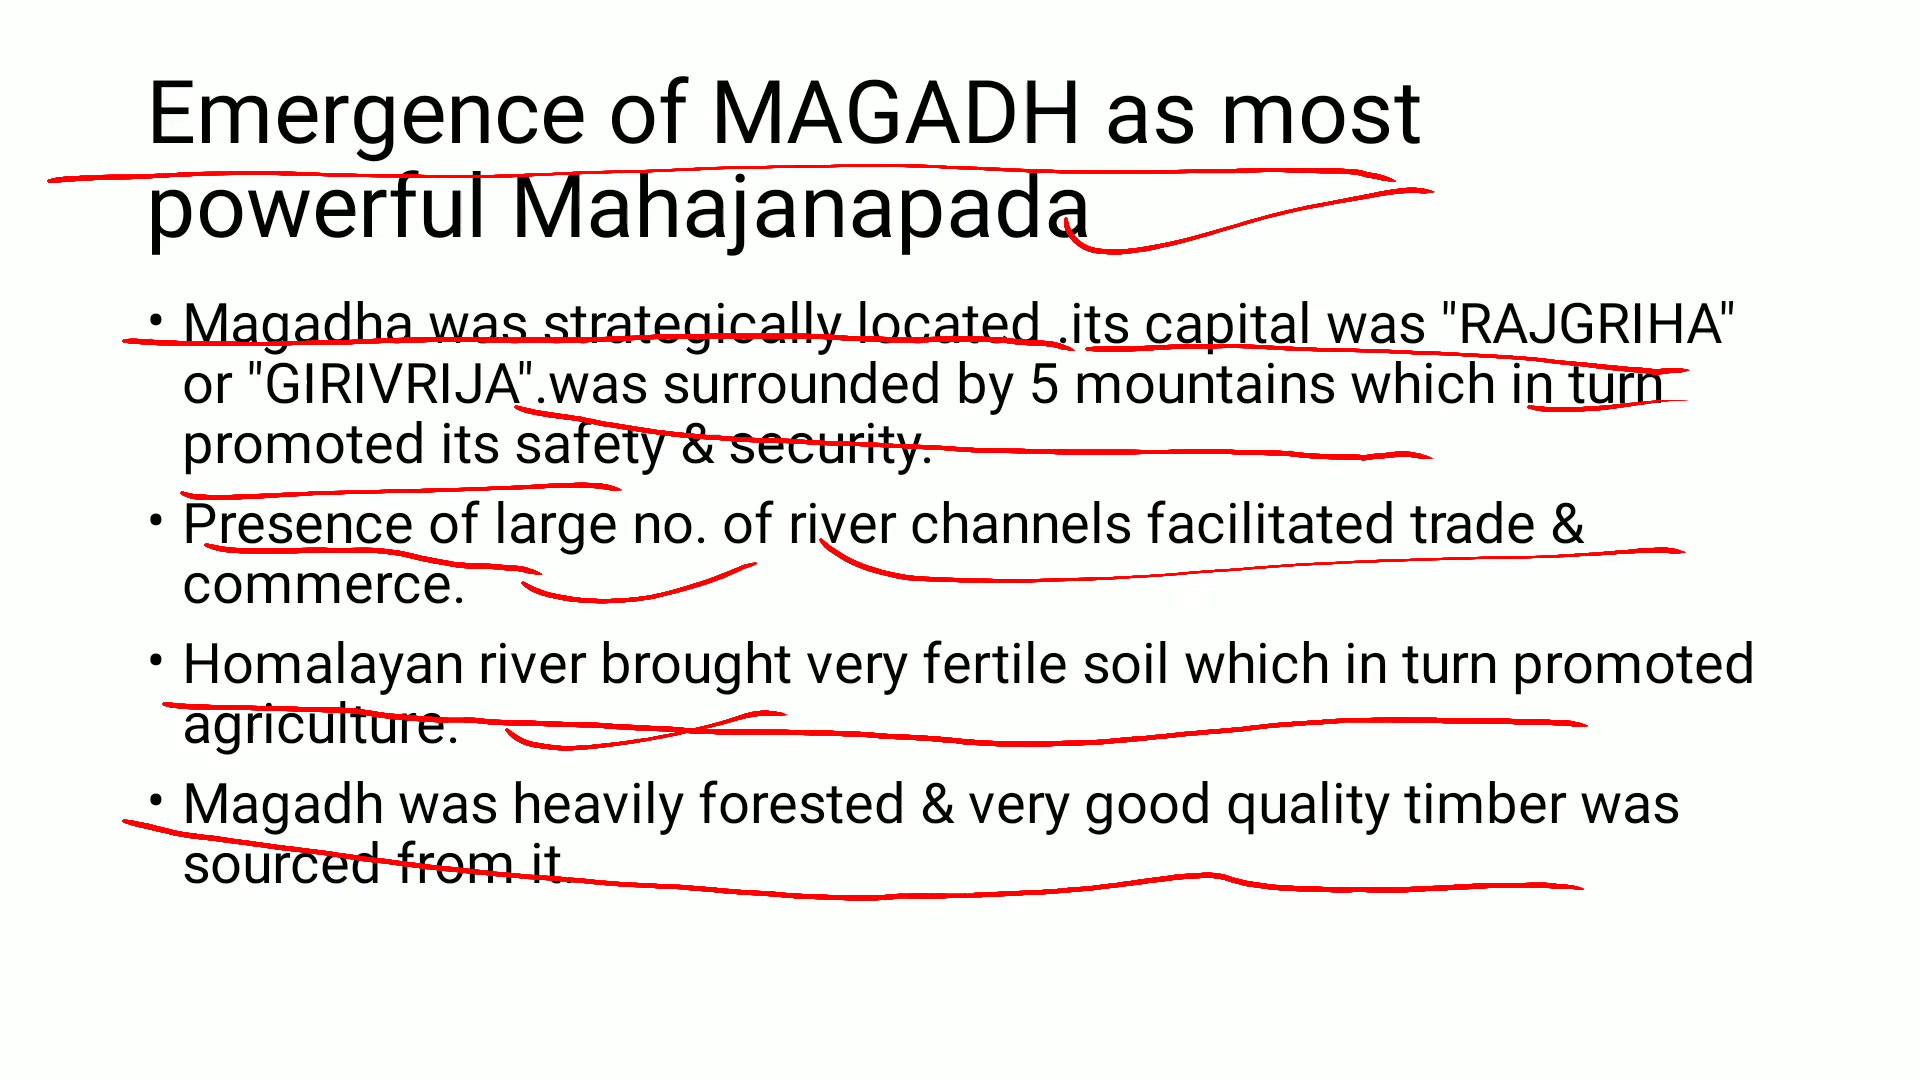 Emergence of MAGADH as most
powerful Mahajanapada
• Magadha was strategically located .its capital was "RAJGRIHA"
or "GIRIVRIJA".was surrounded by 5 mountains which in turn
promoted its safety & security.
• Presence of large no. of river channels facilitated trade &
commerce.
• Homalayan river brought very fertile soil which in turn promoted
agriculture.
• Magadh was heavily forested & very good quality timber was
sourced from it.